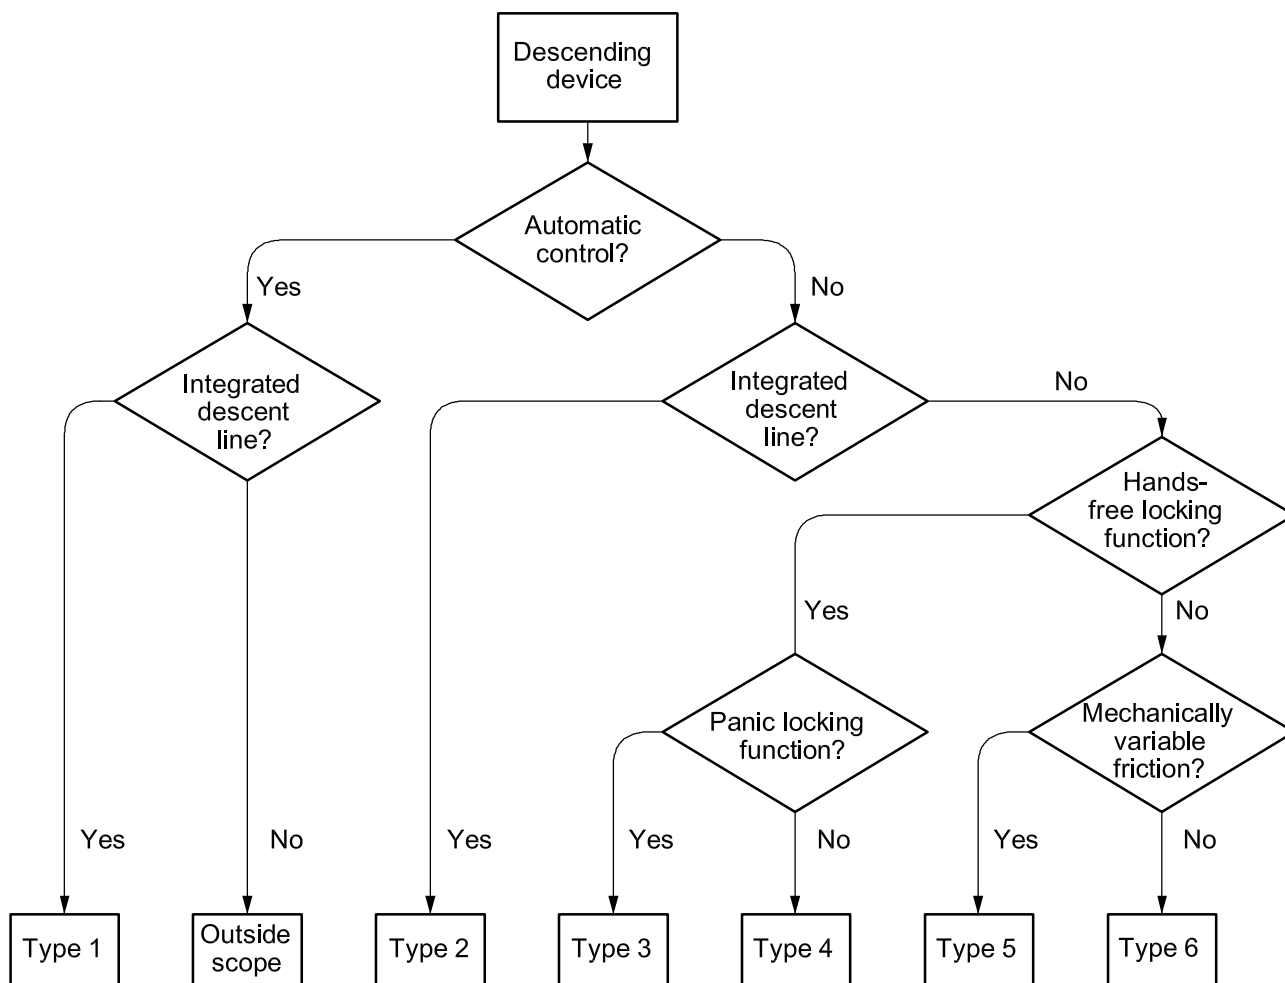 Descending
device
Automatic
control?
Yes
No
Integrated
descent
line?
Integrated
descent
line?
No
Hands-
free locking
function?
Yes
No
Panic locking
function?
Mechanically
variable
friction?
Yes
No
Yes
Yes
No
Yes
No
Type 1
Outside
scope
Type 2
Type 3
Type 4
Type 5
Type 6